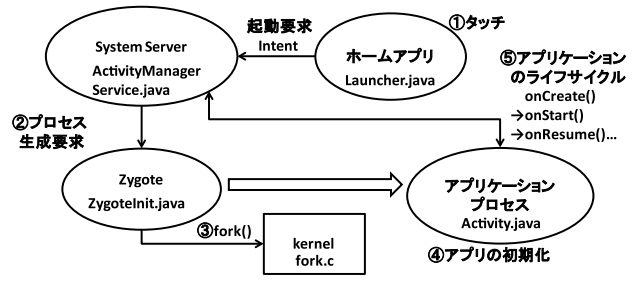 起動要求
Intent
①タッチ
System Server
ActivityManager
Service.java
ホームアプリ
Launcher.java
⑤アプリケーション
のライフサイクル
onCreate()
→onStart()
→onResume()...
②プロセス
生成要求
Zygote
ZygoteInit.java
アプリケーション
プロセス
Activity.java
③fork()
kernel
fork.c
④アプリの初期化